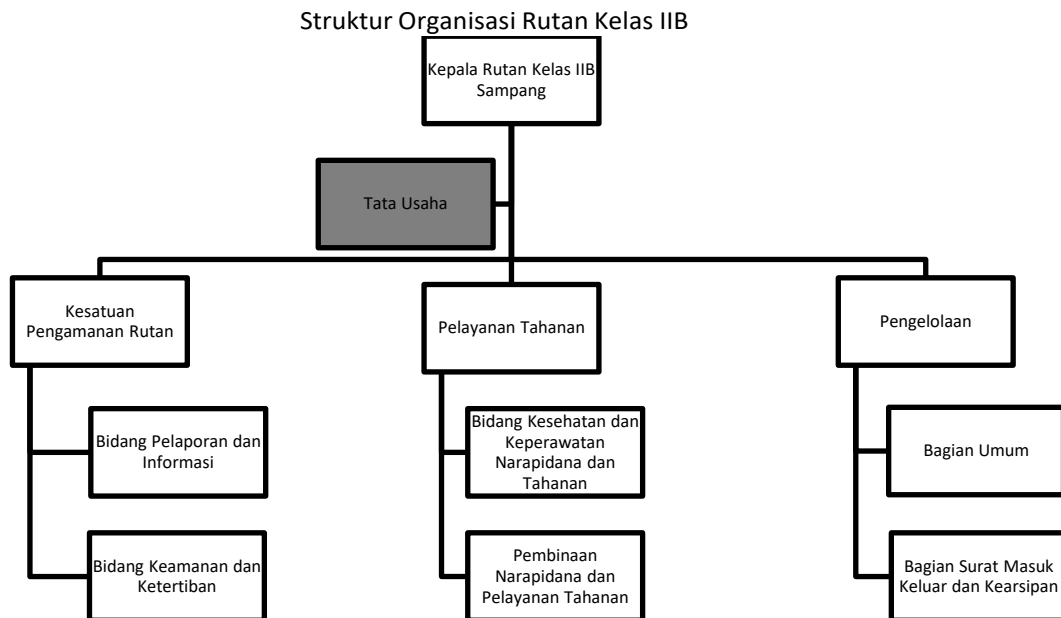 Struktur Organisasi Rutan Kelas IIB
Kepala Rutan Kelas IIB
Sampang
Tata Usaha
Kesatuan
Pengamanan Rutan
Pelayanan Tahanan
Pengelolaan
Bidang Pelaporan dan
Informasi
Bidang Kesehatan dan
Keperawatan
Narapidana dan
Tahanan
Bagian Umum
Bidang Keamanan dan
Ketertiban
Pembinaan
Narapidana dan
Pelayanan Tahanan
Bagian Surat Masuk
Keluar dan Kearsipan